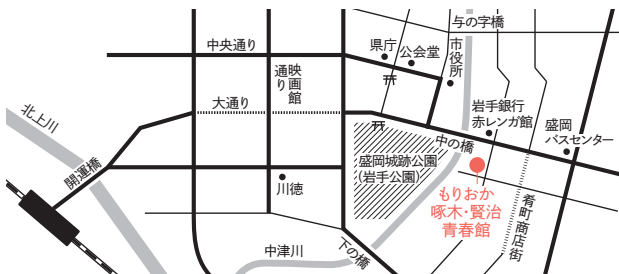 与の字橋
中央通り
県庁
公会堂
市役所
映画館
通り
大通り
北上川
開運橋
岩手銀行
赤レンガ館
盛岡
バスセンター
中の橋
盛岡城跡公園
(岩手公園)
川徳
もりおか
啄木・賢治
青春館
肴町商店街
中津川
下の橋